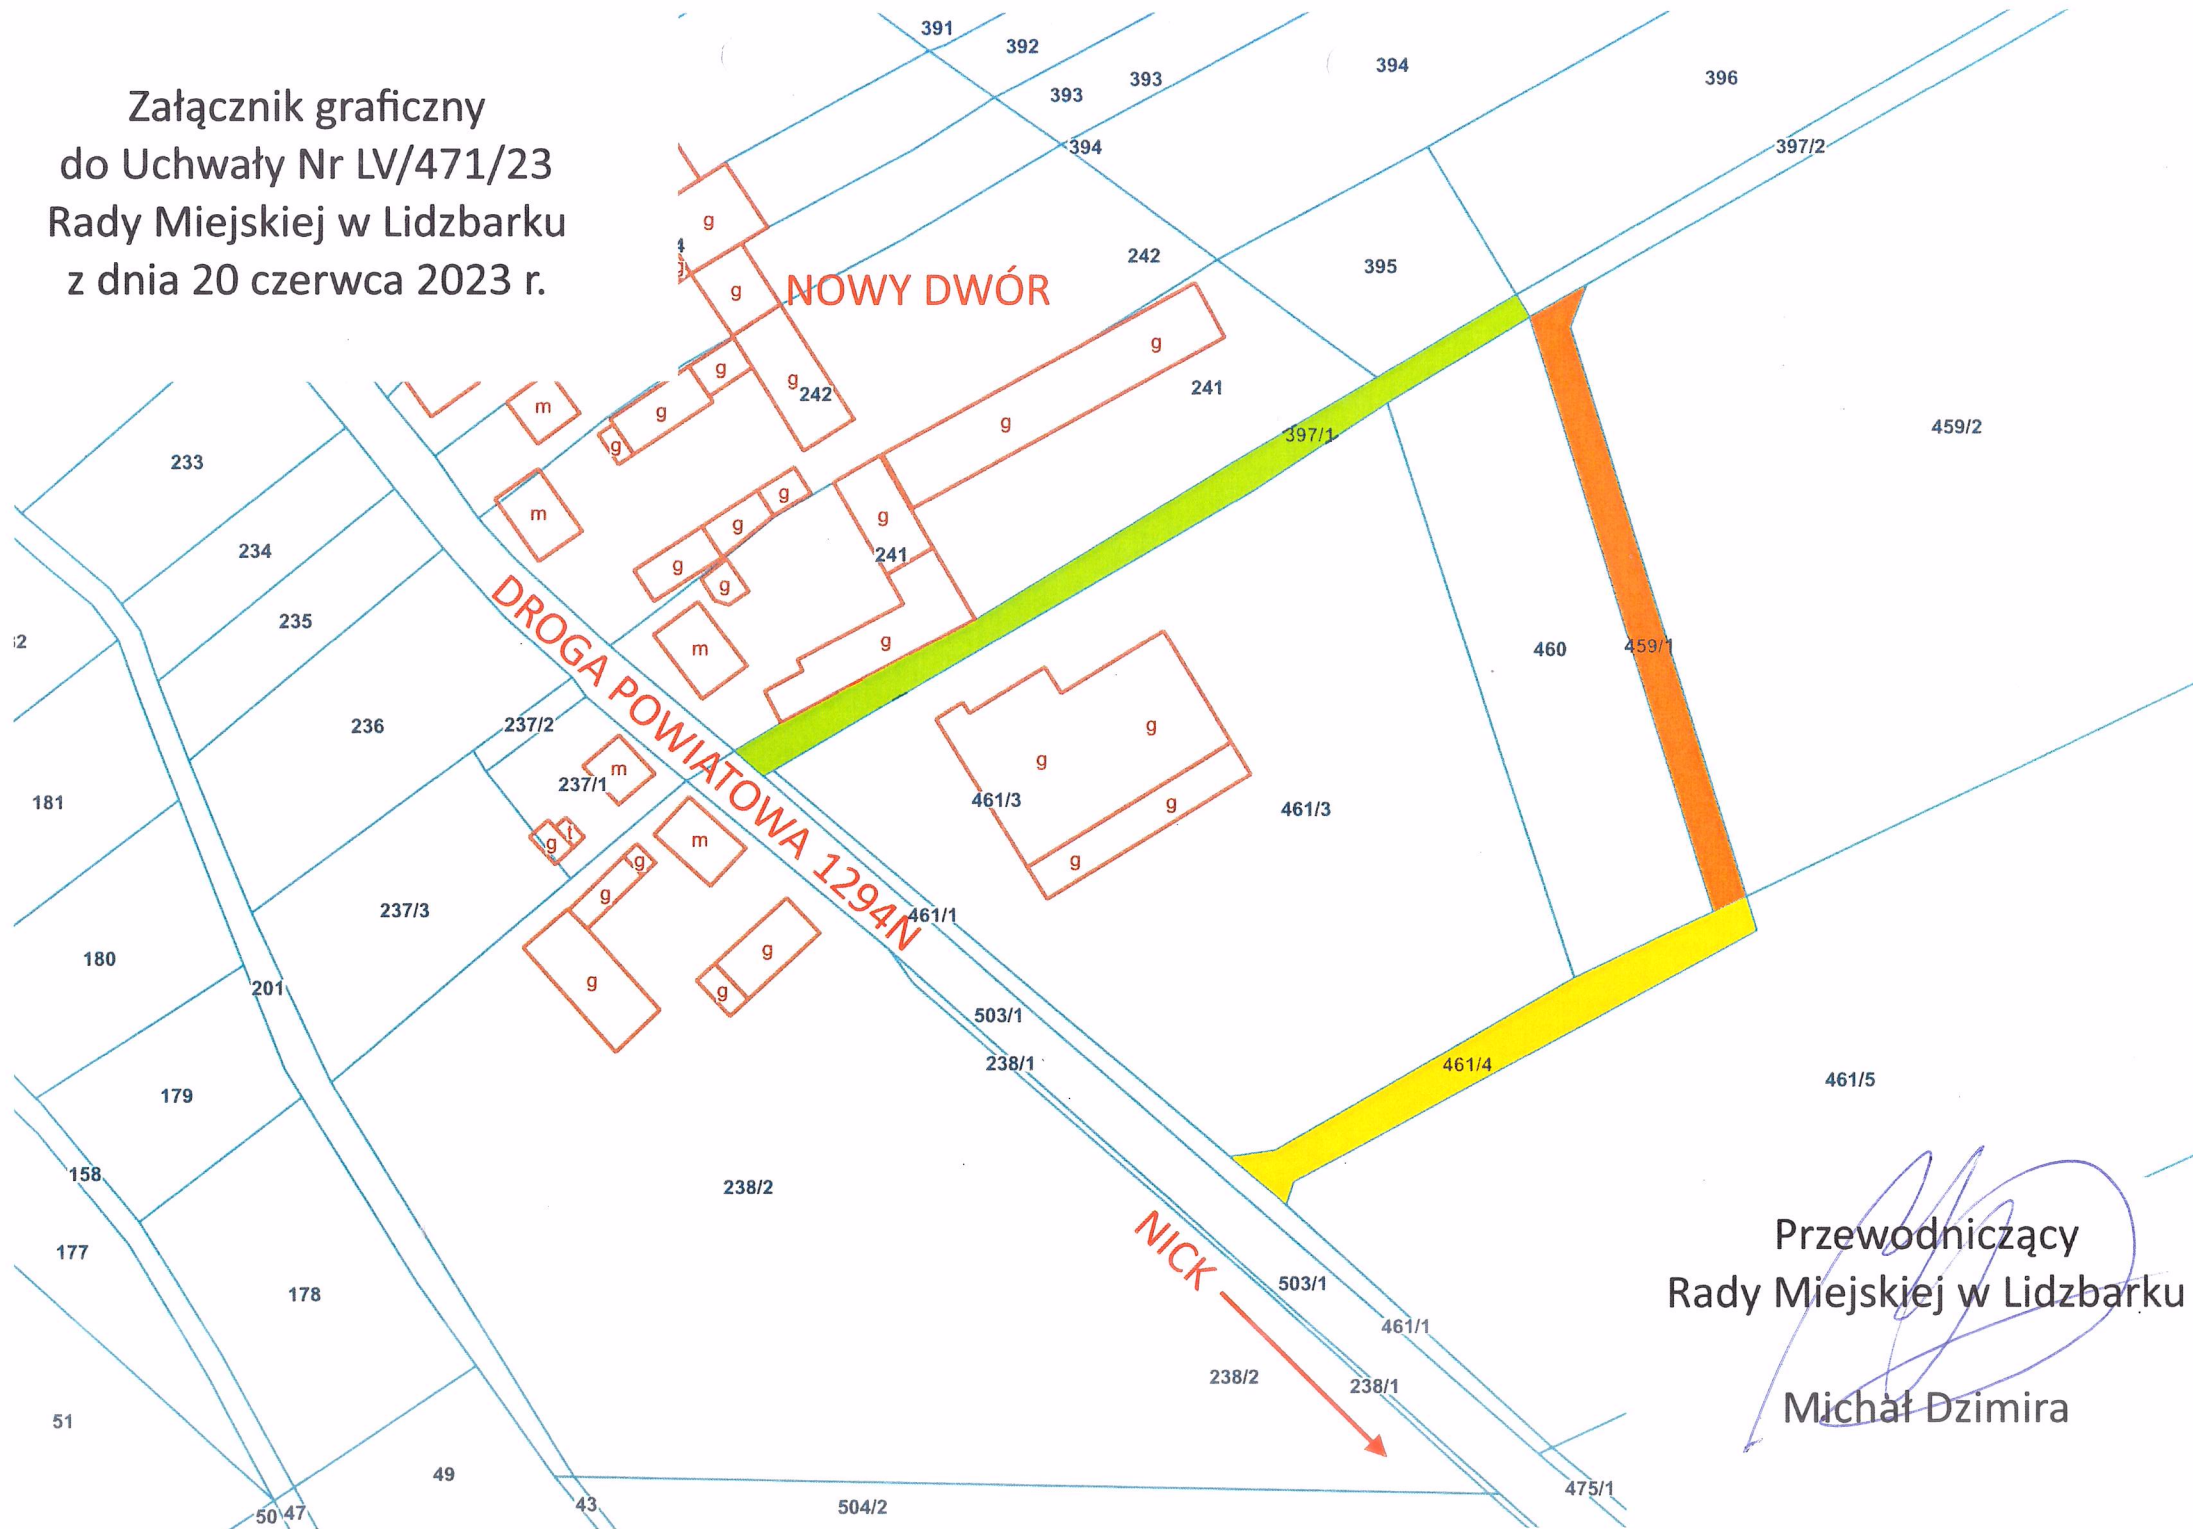 Załącznik graficzny
do Uchwały Nr LV/471/23
Rady Miejskiej w Lidzbarku
z dnia 20 czerwca 2023 r.
391
392
393
393
394
394
396
397/2
242
395
NOWY DWÓR
g
g
g
g
g
242
g
g
m
m
g
g
241
397/1
459/2
233
234
235
236
g
g
g
g
g
241
g
m
DROGA POWIATOWA 1294N
460
459/1
237/2
237/1
m
t
g
181
m
g
g
g
g
g
461/3
461/3
g
g
g
237/3
461/1
180
201
g
g
503/1
238/1
461/4
461/5
179
158
238/2
177
178
NICK
503/1
461/1
238/2
238/1
Przewodniczący
Rady Miejskiej w Lidzbarku
Michał Dzimira
51
49
50
47
43
504/2
475/1